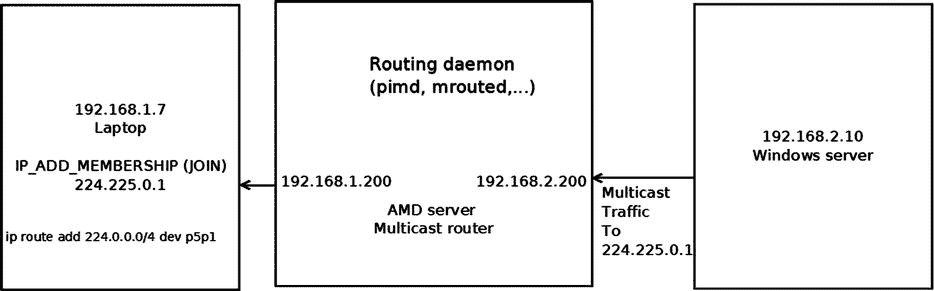 192.168.1.7
Laptop
IP_ADD_MEMBERSHIP (JOIN)
224.225.0.1
ip route add 224.0.0.0/4 dev p5p1
Routing daemon
(pimd, mrouted,...)
192.168.1.200
192.168.2.200
AMD server
Multicast router
Multicast
Traffic
To
224.225.0.1
192.168.2.10
Windows server